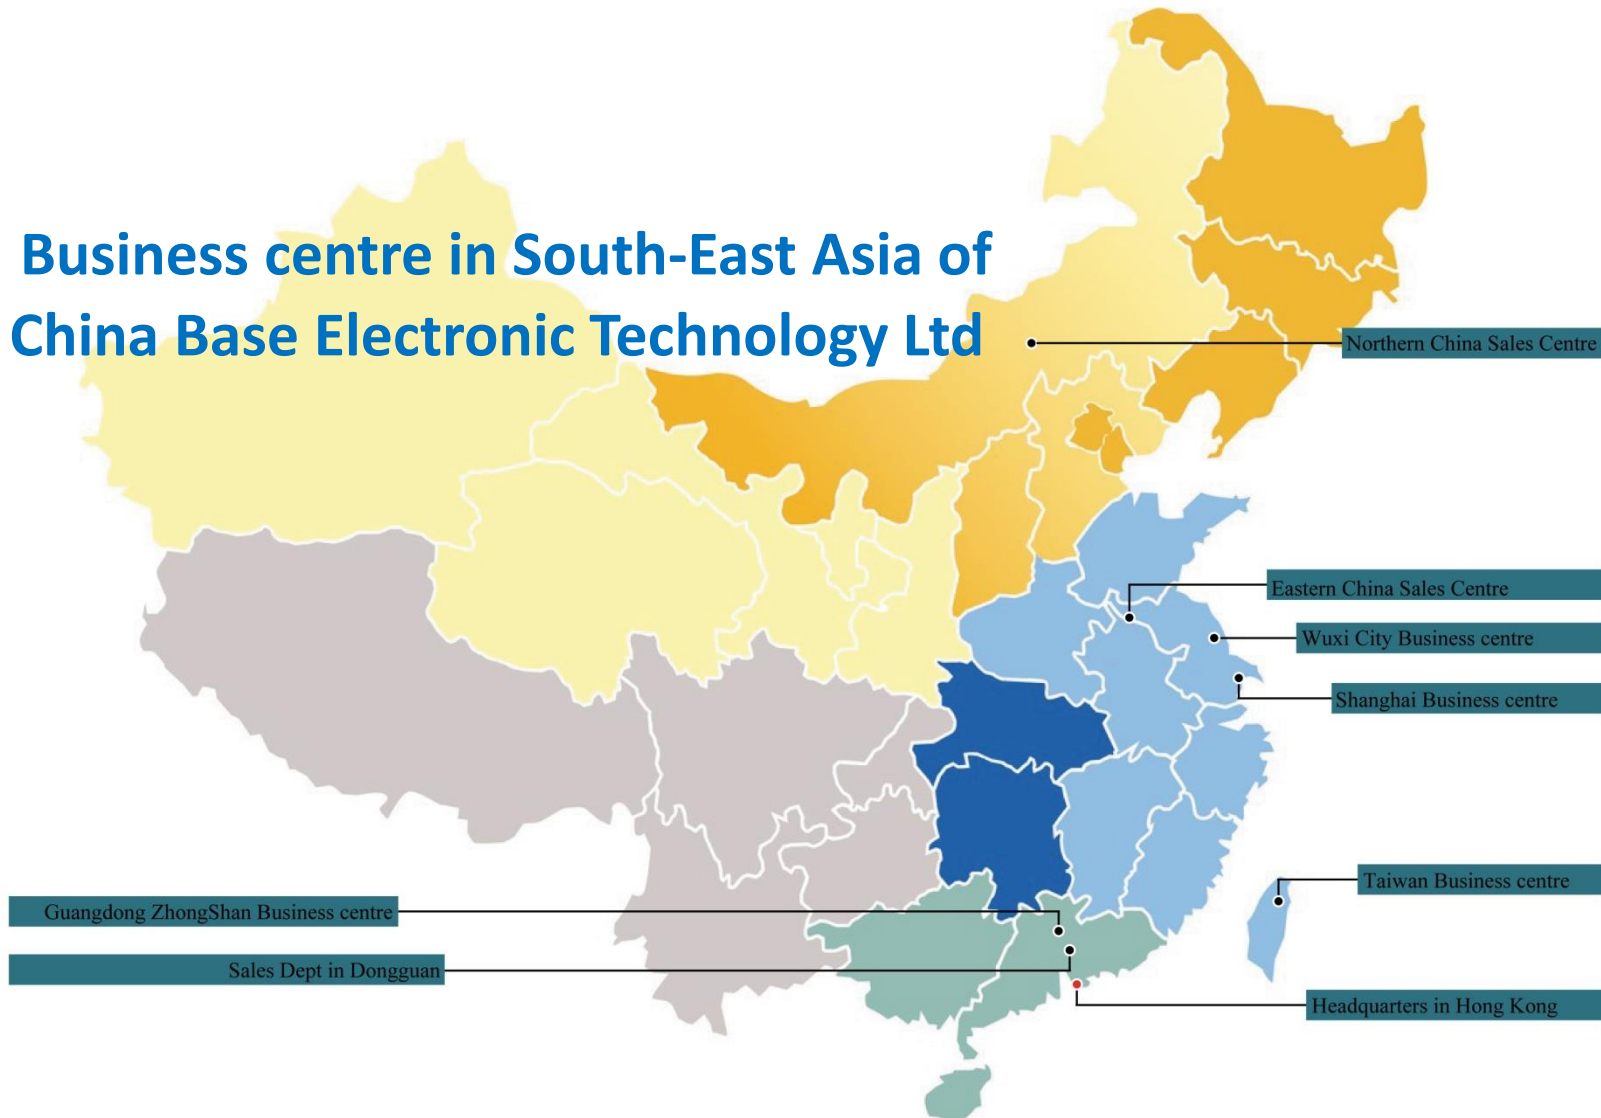 Business centre in South-East Asia of
China Base Electronic Technology Ltd
Northern China Sales Centre
Eastern China Sales Centre
Wuxi City Business centre
Shanghai Business centre
Taiwan Business centre
Guangdong ZhongShan Business centre
Sales Dept in Dongguan
Headquarters in Hong Kong